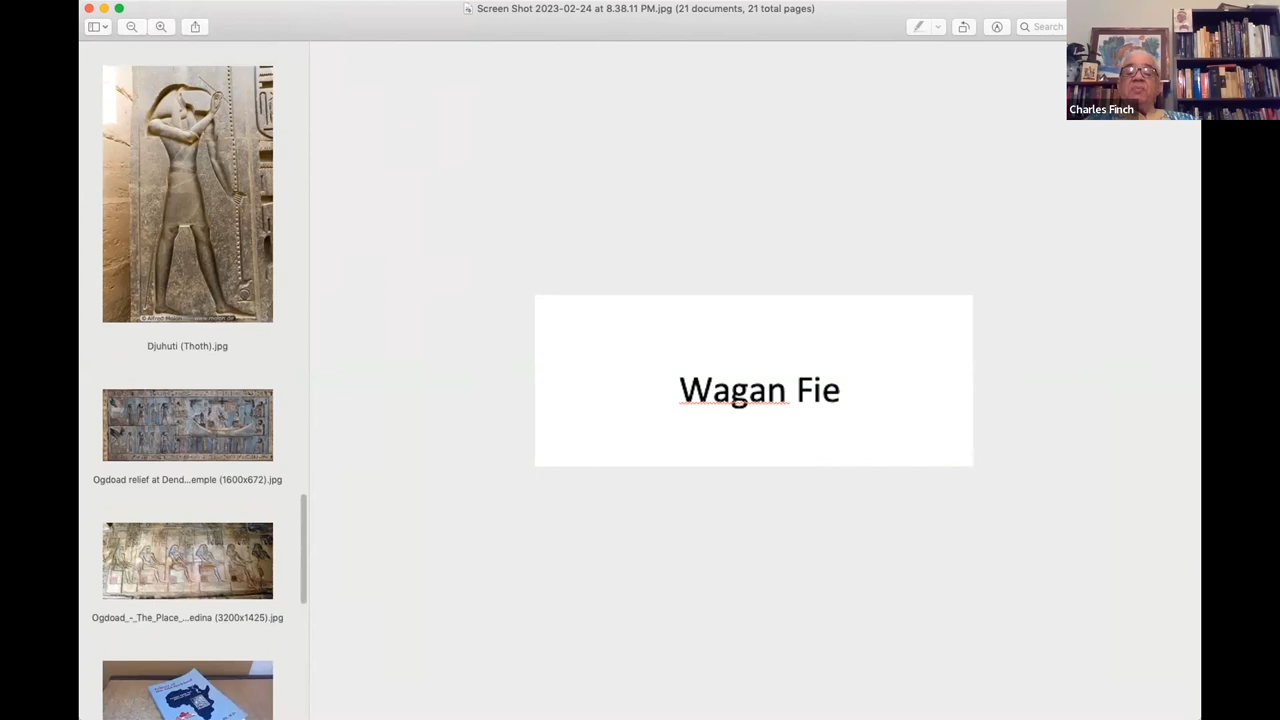 Screen Shot 2023-02-24 at 8.38.11 PM.jpg (21 documents, 21 total pages)
Search
Charles Finch
Djuhuti (Thoth).jpg
Wagan Fie
Ogdoad relief at Dend...emple (1600x672).jpg
Ogdoad_-_The_Place_...edina (3200x1425).jpg